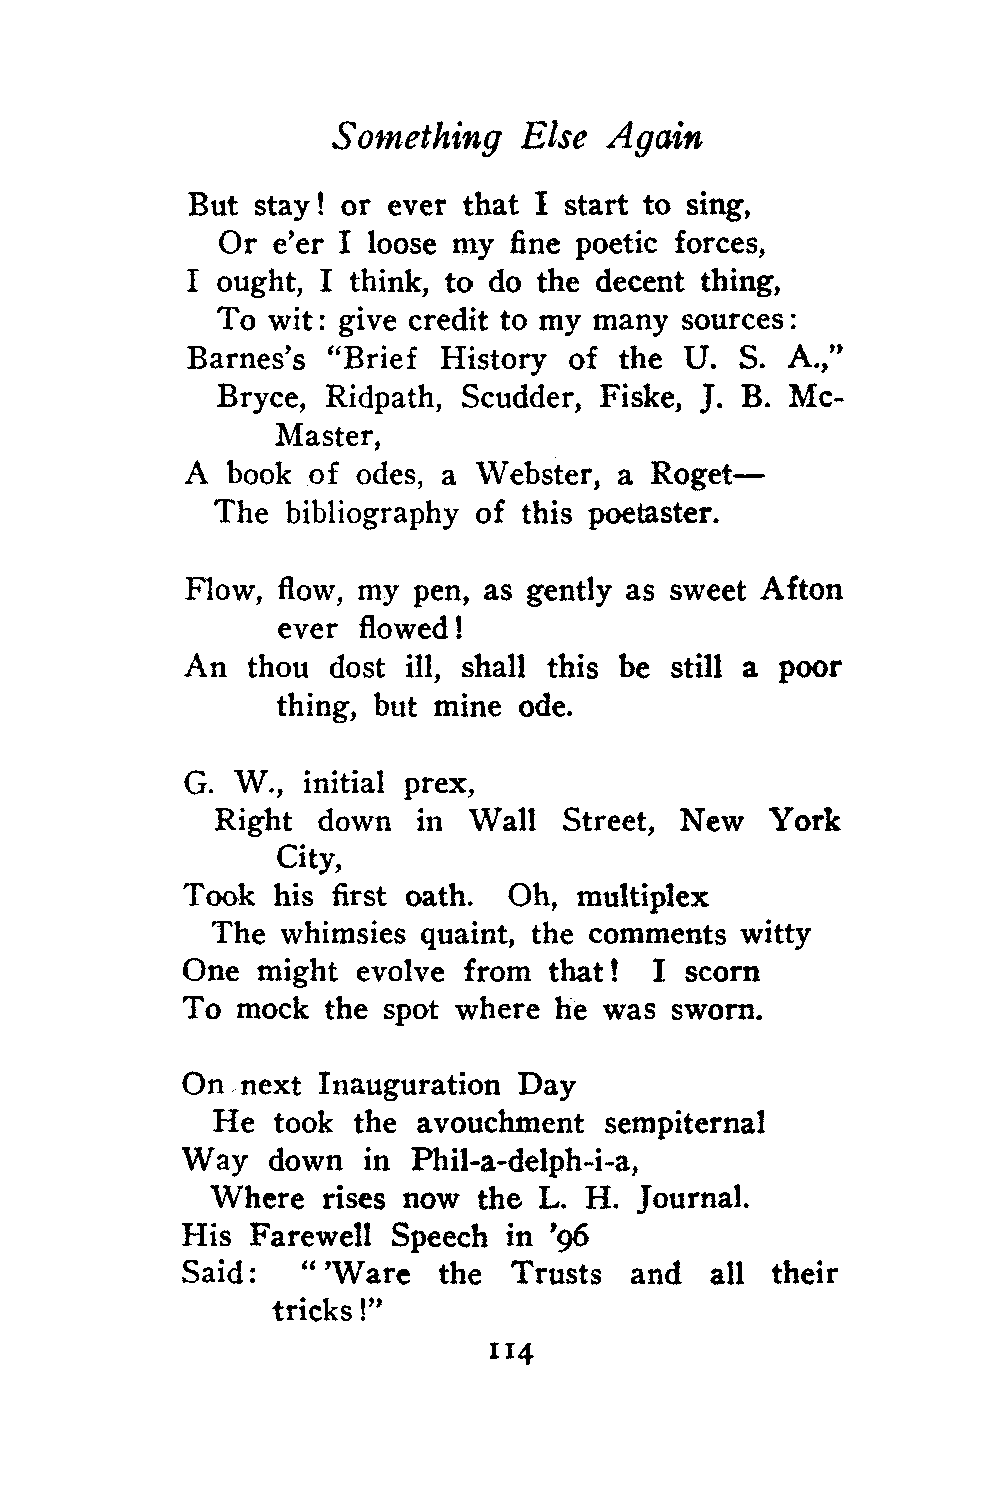 Something Else Again
But stay! or ever that I start to sing,
Or e'er I loose my fine poetic forces,
I ought, I think, to do the decent thing,
To wit: give credit to my many sources:
Barnes's "Brief History of the U. S. A.,"
Bryce, Ridpath, Scudder, Fiske, J. B. Mc-
Master,
A book of odes, a Webster, a Roget—
The bibliography of this poetaster.
Flow, flow, my pen, as gently as sweet Afton
ever flowed!
An thou dost ill, shall this be still a poor
thing, but mine ode.
G. W., initial prex,
Right down in Wall Street, New York
City,
Took his first oath. Oh, multiplex
The whimsies quaint, the comments witty
One might evolve from that! I scorn
To mock the spot where he was sworn.
On next Inauguration Day
He took the avouchment sempiternal
Way down in Phil-a-delph-i-a,
Where rises now the L. H. Journal.
His Farewell Speech in '96
Said: "'Ware the Trusts and all their
tricks!"
114